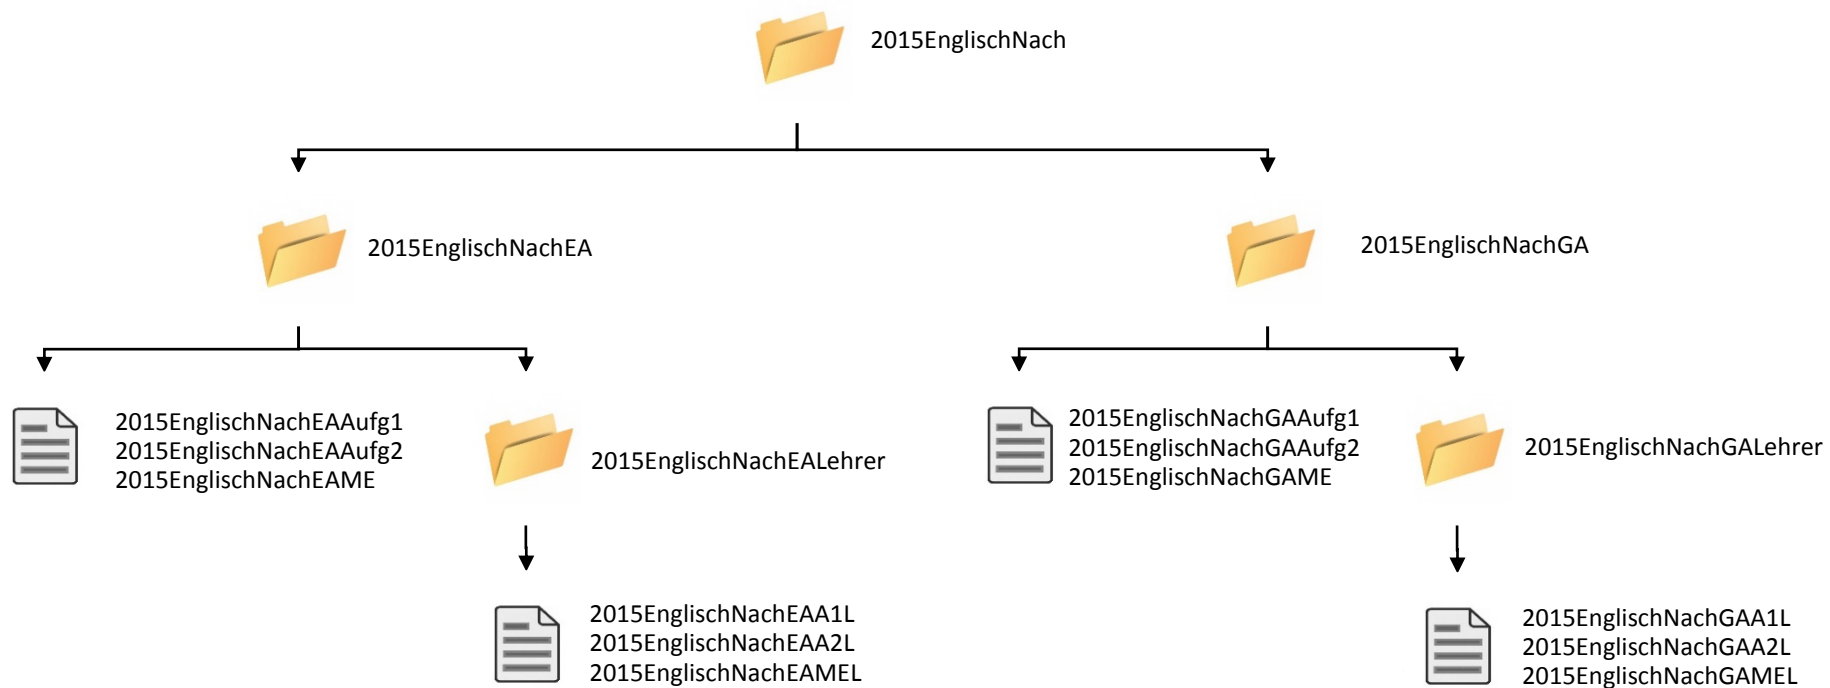 2015EnglischNach
2015EnglischNachEA
2015EnglischNachGA
2015EnglischNachEAAufg1
2015EnglischNachEAAufg2
2015EnglischNachEAME
2015EnglischNachEALehrer
2015EnglischNachGAAufg1
2015EnglischNachGAAufg2
2015EnglischNachGAME
2015EnglischNachGALehrer
2015EnglischNachEAA1L
2015EnglischNachEAA2L
2015EnglischNachEAMEL
2015EnglischNachGAA1L
2015EnglischNachGAA2L
2015EnglischNachGAMEL